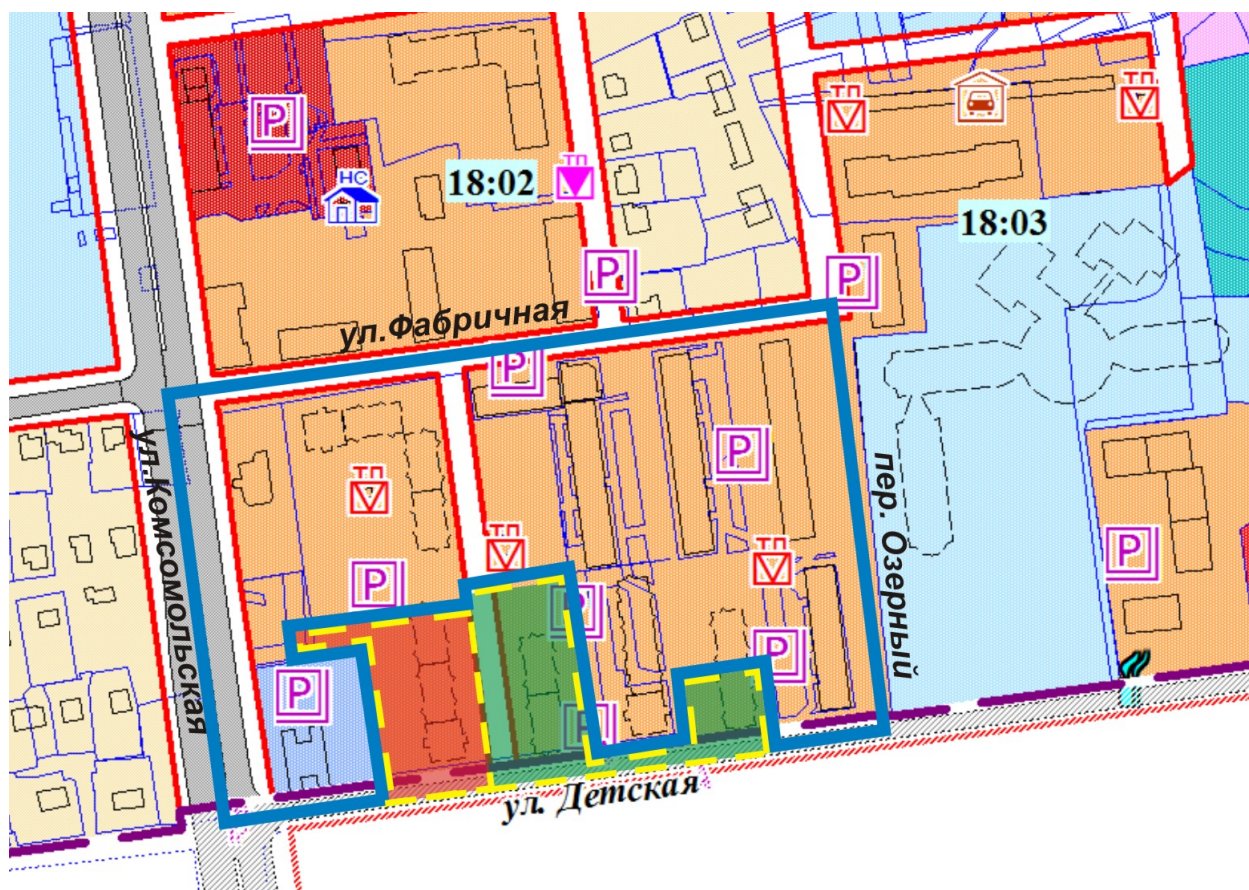 ТП
ТП
P
НС
18:02
ТП
18:03
P
P
ул.Фабричная
P
ул.Комсомольская
P
ТП
пер. Озерный
ТП
P
ТП
P
P
P
P
P
ул. Детская